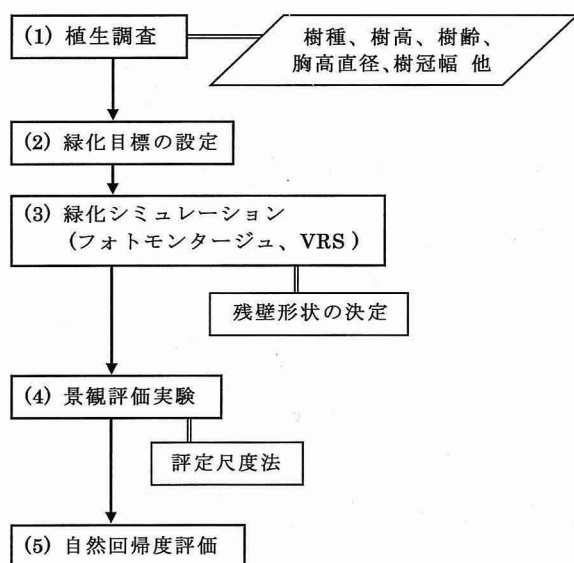 (1) 植生調査
樹種、樹高、樹齢、
胸高直径、樹冠幅 他
(2) 緑化目標の設定
(3) 緑化シミュレーション
(フォトモンタージュ、VRS)
残壁形状の決定
(4) 景観評価実験
評定尺度法
(5) 自然回帰度評価